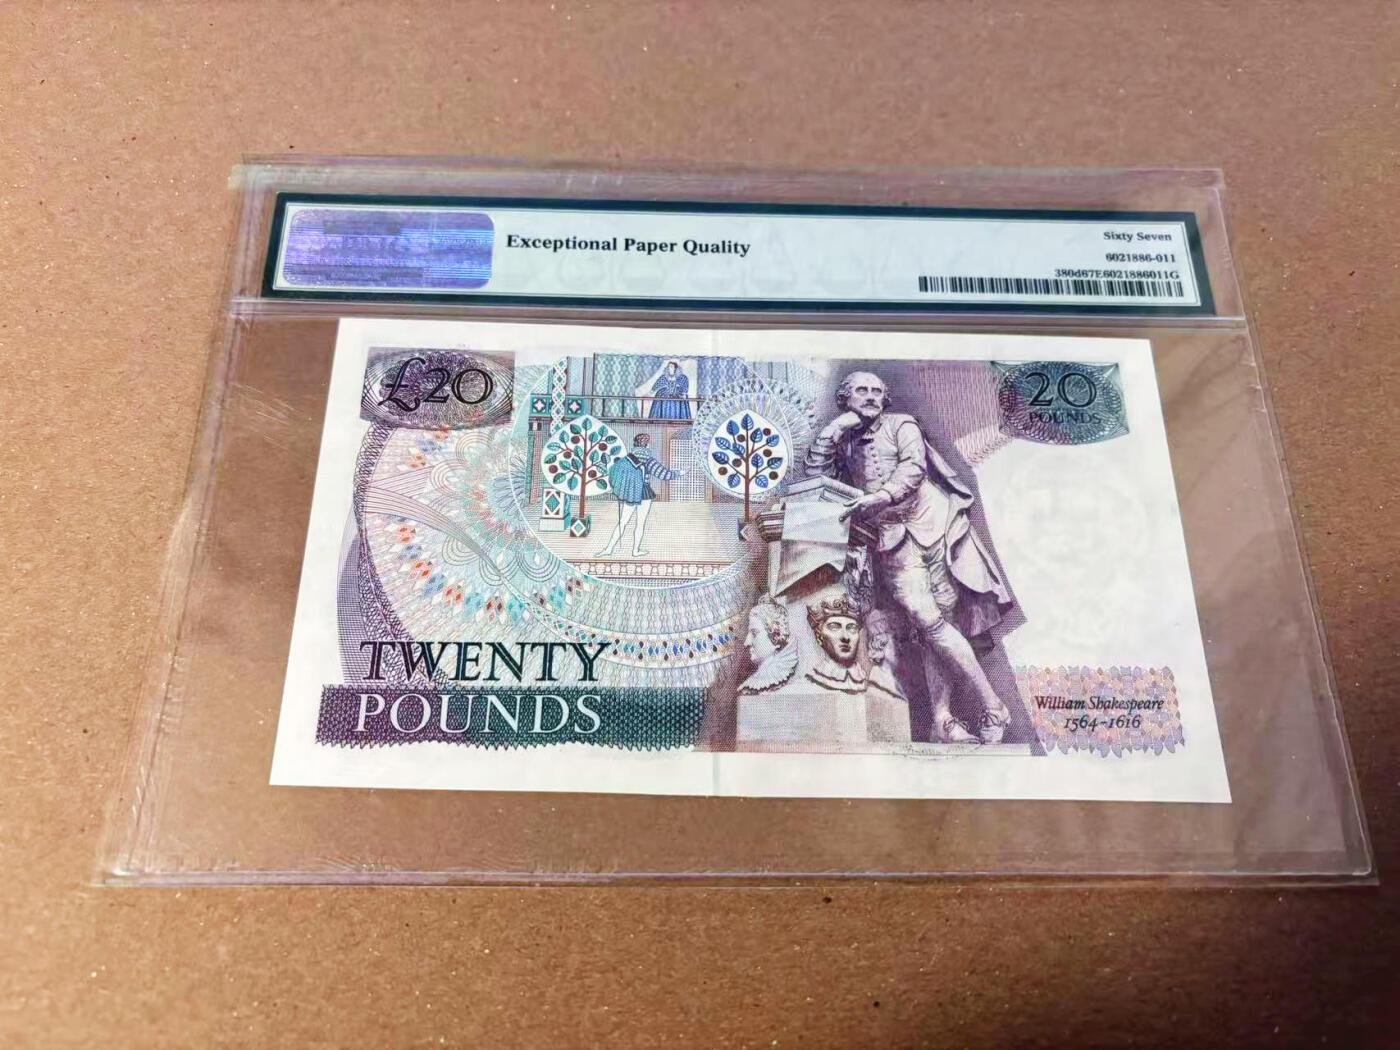 Exceptional Paper Quality
Sixty Seven
6021886-011
380d67E6021886011G
£20
20
POUNDS
TWENTY
POUNDS
William Shakespeare
1564-1616